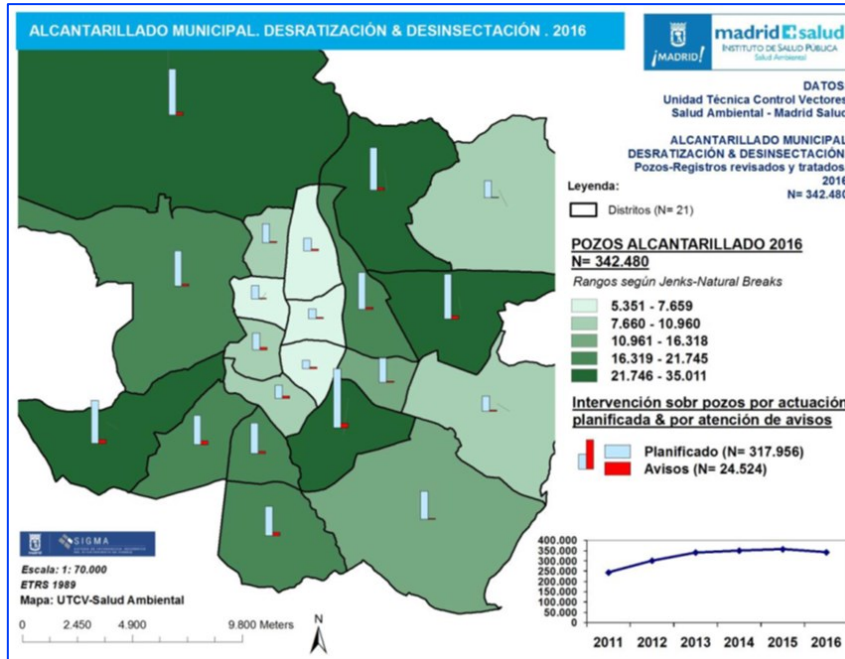 ALCANTARILLADO MUNICIPAL. DESRATIZACIÓN & DESINSECTACIÓN . 2016
¡MADRID!
madrid salud
INSTITUTO DE SALUD PÚBLICA
Salud Ambiental
DATOS:
Unidad Técnica Control Vectores
Salud Ambiental - Madrid Salud
ALCANTARILLADO MUNICIPAL
DESRATIZACIÓN & DESINSECTACIÓN
Pozos-Registros revisados y tratados
2016
N= 342.480
Leyenda:
Distritos (N= 21)
POZOS ALCANTARILLADO 2016
N= 342.480
Rangos según Jenks-Natural Breaks
5.351 - 7.659
7.660 - 10.960
10.961 - 16.318
16.319 - 21.745
21.746 - 35.011
Intervención sobr pozos por actuación
planificada & por atención de avisos
Planificado (N= 317.956)
Avisos (N= 24.524)
SIGMA
Escala: 1: 70.000
ETRS 1989
Mapa: UTCV-Salud Ambiental
0 2.450 4.900 9.800 Meters
N
400.000
350.000
300.000
250.000
200.000
150.000
100.000
50.000
0
2011 2012 2013 2014 2015 2016